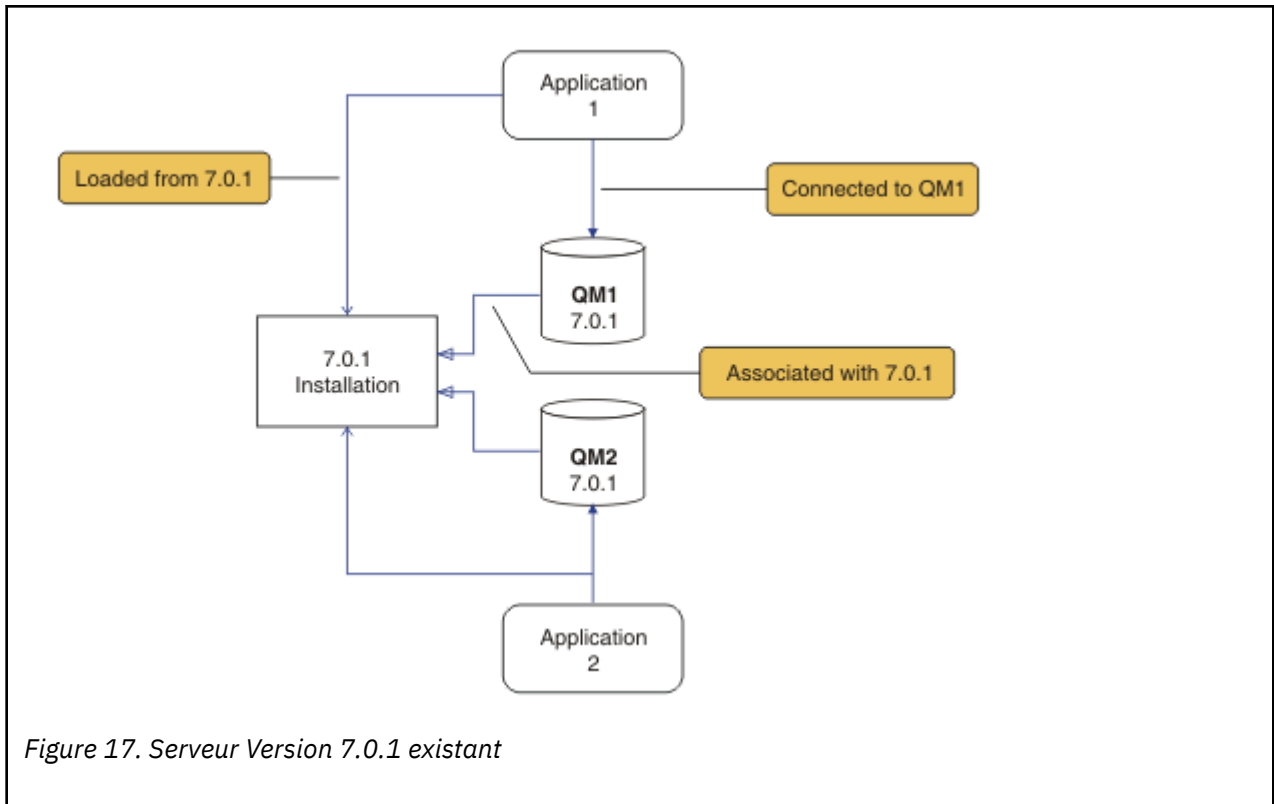 Application
1
Loaded from 7.0.1
Connected to QM1
QM1
7.0.1
7.0.1
Installation
Associated with 7.0.1
QM2
7.0.1
Application
2
Figure 17. Serveur Version 7.0.1 existant